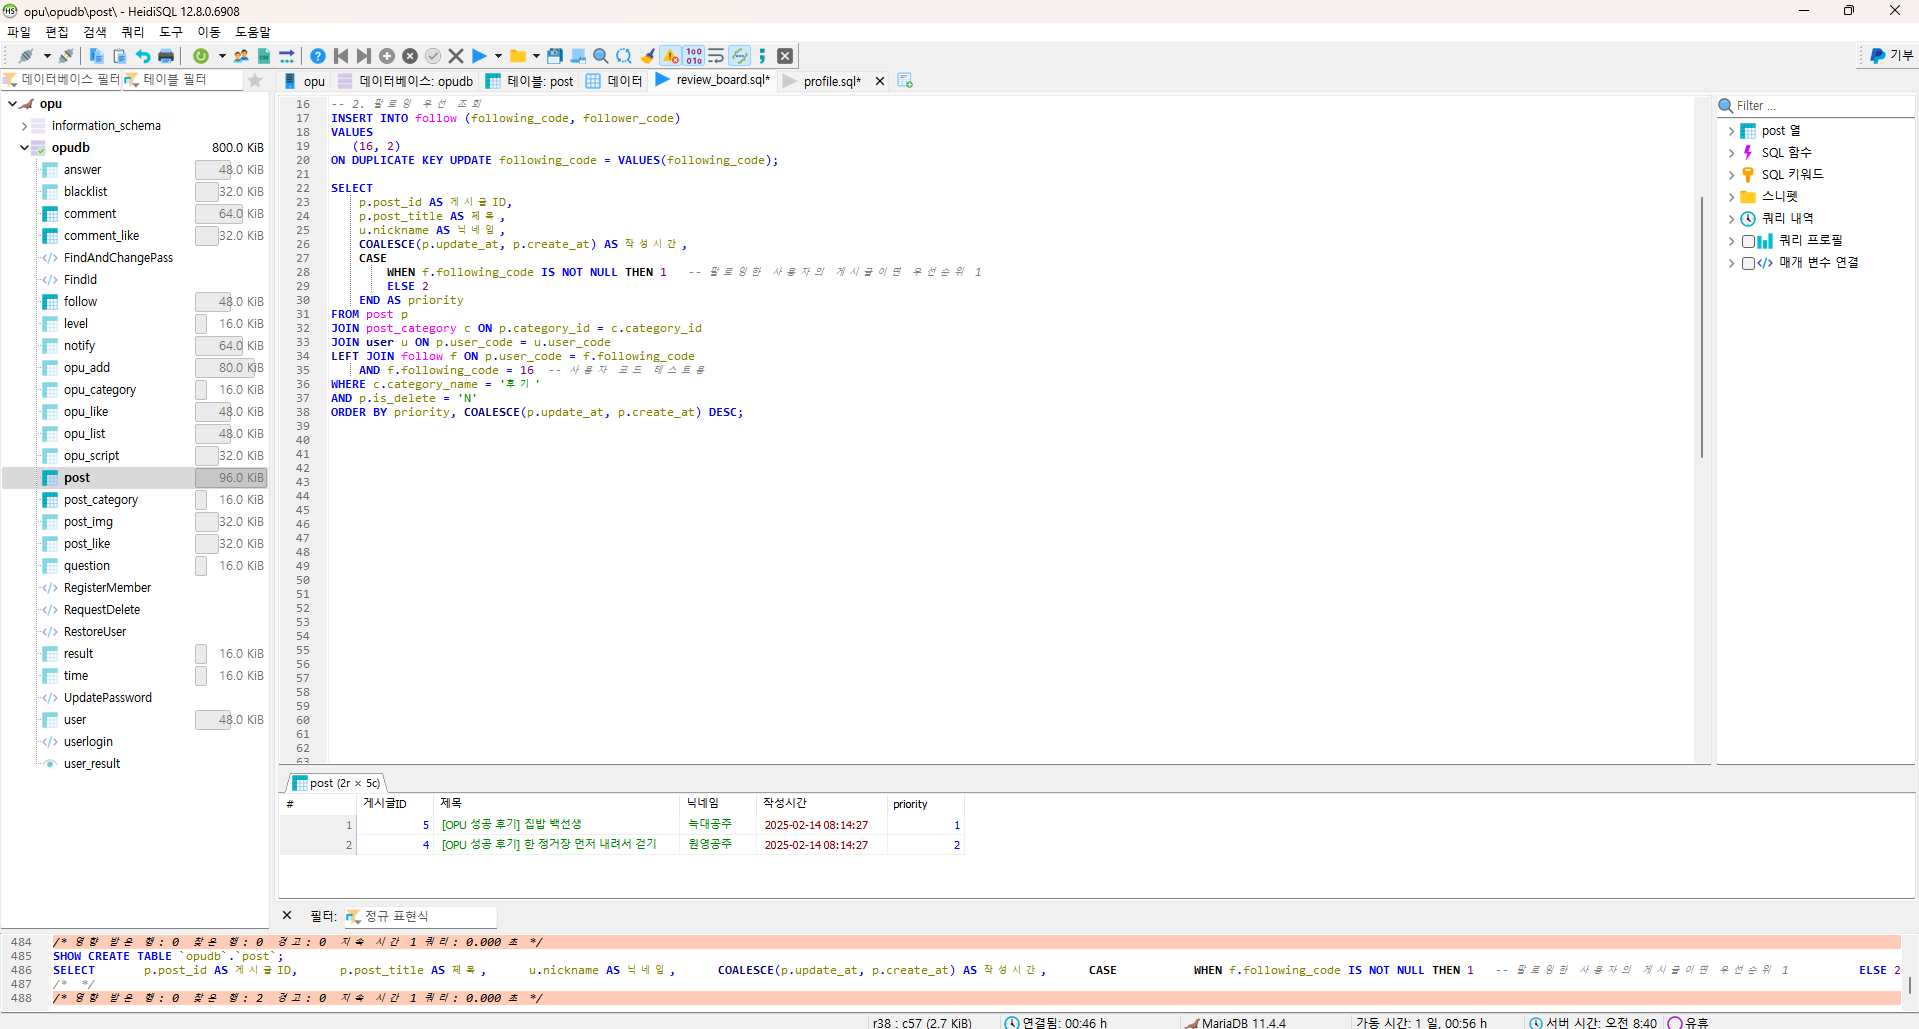 opu\opudb\post\ - HeidiSQL 12.8.0.6908
파일 편집 검색 쿼리 도구 이동 도움말
기부
데이터베이스 필터 테이블 필터
opu 데이터베이스: opudb 테이블: post 데이터 review_board.sql* profile.sql*
opu
information_schema
opudb 800.0 KiB
answer 48.0 KiB
blacklist 32.0 KiB
comment 64.0 KiB
comment_like 32.0 KiB
FindAndChangePass
FindId
follow 48.0 KiB
level 16.0 KiB
notify 64.0 KiB
opu_add 80.0 KiB
opu_category 16.0 KiB
opu_like 48.0 KiB
opu_list 48.0 KiB
opu_script 32.0 KiB
post 96.0 KiB
post_category 16.0 KiB
post_img 32.0 KiB
post_like 32.0 KiB
question 16.0 KiB
RegisterMember
RequestDelete
RestoreUser
result 16.0 KiB
time 16.0 KiB
UpdatePassword
user 48.0 KiB
userlogin
user_result
16 -- 2. 팔로잉 우선 조회
17 INSERT INTO follow (following_code, follower_code)
18 VALUES
19 (16, 2)
20 ON DUPLICATE KEY UPDATE following_code = VALUES(following_code);
21
22 SELECT
23 p.post_id AS 게시글ID,
24 p.post_title AS 제목,
25 u.nickname AS 닉네임,
26 COALESCE(p.update_at, p.create_at) AS 작성시간,
27 CASE
28 WHEN f.following_code IS NOT NULL THEN 1 -- 팔로잉한 사용자의 게시글이면 우선순위 1
29 ELSE 2
30 END AS priority
31 FROM post p
32 JOIN post_category c ON p.category_id = c.category_id
33 JOIN user u ON p.user_code = u.user_code
34 LEFT JOIN follow f ON p.user_code = f.following_code
35 AND f.following_code = 16 -- 사용자 코드 테스트용
36 WHERE c.category_name = '후기'
37 AND p.is_delete = 'N'
38 ORDER BY priority, COALESCE(p.update_at, p.create_at) DESC;
39
40
41
42
43
44
45
46
47
48
49
50
51
52
53
54
55
56
57
58
59
60
61
62
63
Filter ...
post 열
SQL 함수
SQL 키워드
스니펫
쿼리 내역
쿼리 프로필
매개 변수 연결
post (2r × 5c)
# 게시글ID 제목 닉네임 작성시간 priority
1 5 [OPU 성공 후기] 집밥 백선생 늑대공주 2025-02-14 08:14:27 1
2 4 [OPU 성공 후기] 한 정거장 먼저 내려서 걷기 원영공주 2025-02-14 08:14:27 2
필터: 정규 표현식
484 /* 영향 받은 행: 0 찾은 행: 0 경고: 0 지속 시간 1 쿼리: 0.000 초 */
485 SHOW CREATE TABLE `opudb`.`post`;
486 SELECT p.post_id AS 게시글ID, p.post_title AS 제목, u.nickname AS 닉네임, COALESCE(p.update_at, p.create_at) AS 작성시간, CASE WHEN f.following_code IS NOT NULL THEN 1 -- 팔로잉한 사용자의 게시글이면 우선순위 1 ELSE 2
487 /* */
488 /* 영향 받은 행: 0 찾은 행: 2 경고: 0 지속 시간 1 쿼리: 0.000 초 */
r38 : c57 (2.7 KiB) 연결됨: 00:46 h MariaDB 11.4.4 가동 시간: 1 일, 00:56 h 서버 시간: 오전 8:40 유휴